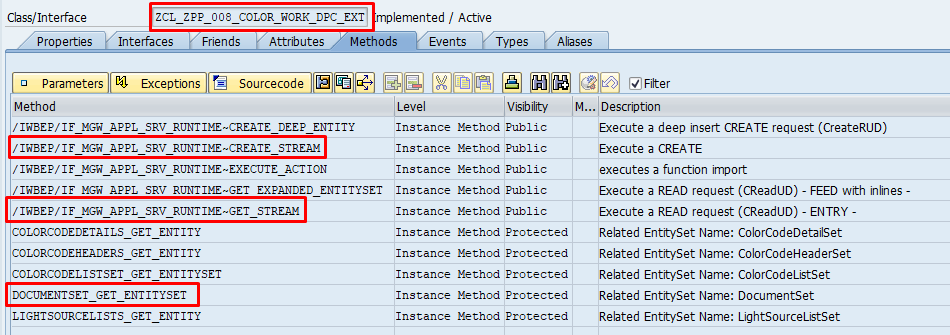 Class/Interface ZCL_ZPP_008_COLOR_WORK_DPC_EXT Implemented / Active
Properties Interfaces Friends Attributes Methods Events Types Aliases
Parameters Exceptions Sourcecode Filter
Method Level Visibility M... Description
/IWBEP/IF_MGW_APPL_SRV_RUNTIME~CREATE_DEEP_ENTITY Instance Method Public Execute a deep insert CREATE request (CreateRUD)
/IWBEP/IF_MGW_APPL_SRV_RUNTIME~CREATE_STREAM Instance Method Public Execute a CREATE
/IWBEP/IF_MGW_APPL_SRV_RUNTIME~EXECUTE_ACTION Instance Method Public executes a function import
/IWBEP/IF_MGW_APPL_SRV_RUNTIME~GET_EXPANDED_ENTITYSET Instance Method Public Execute a READ request (CReadUD) - FEED with inlines -
/IWBEP/IF_MGW_APPL_SRV_RUNTIME~GET_STREAM Instance Method Public Execute a READ request (CReadUD) - ENTRY -
COLORCODEDETAILS_GET_ENTITY Instance Method Protected Related EntitySet Name: ColorCodeDetailSet
COLORCODEHEADERS_GET_ENTITY Instance Method Protected Related EntitySet Name: ColorCodeHeaderSet
COLORCODELISTSET_GET_ENTITYSET Instance Method Protected Related EntitySet Name: ColorCodeListSet
DOCUMENTSET_GET_ENTITYSET Instance Method Protected Related EntitySet Name: DocumentSet
LIGHTSOURCELISTS_GET_ENTITY Instance Method Protected Related EntitySet Name: LightSourceListSet